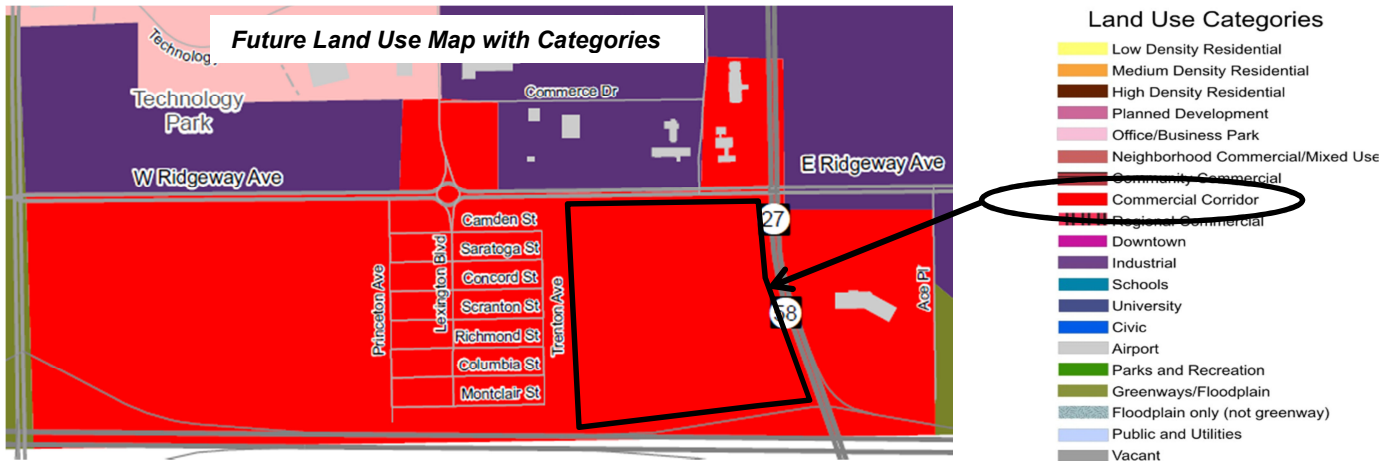 Future Land Use Map with Categories
Technology
Technology
Park
Commerce Dr
W Ridgeway Ave
E Ridgeway Ave
27
58
Camden St
Saratoga St
Concord St
Scranton St
Richmond St
Columbia St
Montclair St
Princeton Ave
Lexington Blvd
Trenton Ave
Ace Pl
Land Use Categories
Low Density Residential
Medium Density Residential
High Density Residential
Planned Development
Office/Business Park
Neighborhood Commercial/Mixed Use
Community Commercial
Commercial Corridor
Regional Commercial
Downtown
Industrial
Schools
University
Civic
Airport
Parks and Recreation
Greenways/Floodplain
Floodplain only (not greenway)
Public and Utilities
Vacant